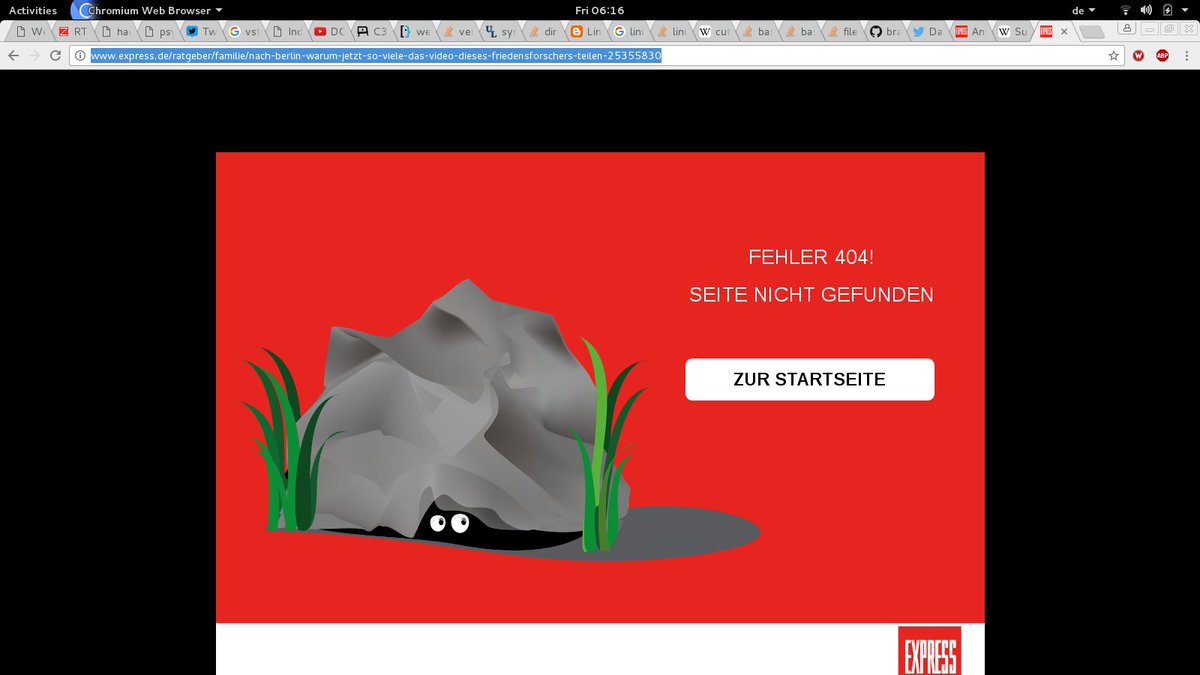 Activities
Chromium Web Browser
Fri 06:16
de
W
RT
ha
ps
Tw
vs
Inc
DC
C3
we
ve
sy
dir
Lin
lin
lin
cut
ba
ba
file
bra
Da
An
Su
www.express.de/ratgeber/familie/nach-berlin-warum-jetzt-so-viele-das-video-dieses-friedensforschers-teilen-25355830
W
ABP
FEHLER 404!
SEITE NICHT GEFUNDEN
ZUR STARTSEITE
EXPRESS